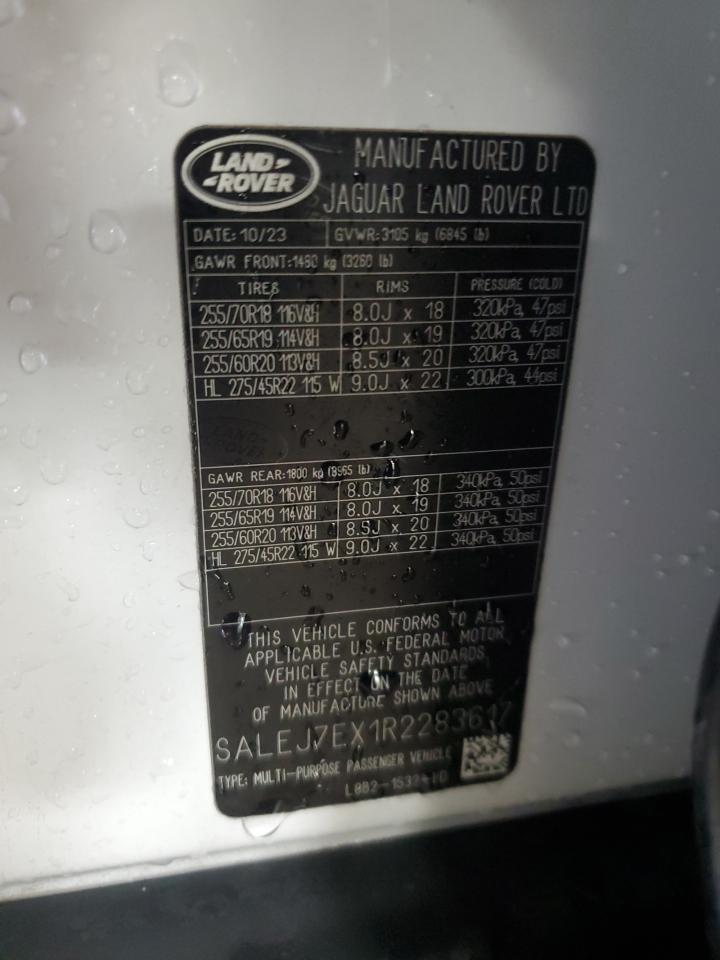 LAND ROVER
MANUFACTURED BY
JAGUAR LAND ROVER LTD
DATE: 10/23 GVWR: 3105 kg (6845 lb)
GAWR FRONT: 1480 kg (3260 lb)
TIRES RIMS PRESSURE (COLD)
255/70R18 116V&H 8.0J x 18 320kPa, 47psi
255/65R19 114V&H 8.0J x 19 320kPa, 47psi
255/60R20 113V&H 8.5J x 20 320kPa, 47psi
HL 275/45R22 115 W 9.0J x 22 300kPa, 44psi
LAND ROVER
GAWR REAR: 1800 kg (3965 lb)
255/70R18 116V&H 8.0J x 18 340kPa, 50psi
255/65R19 114V&H 8.0J x 19 340kPa, 50psi
255/60R20 113V&H 8.5J x 20 340kPa, 50psi
HL 275/45R22 115 W 9.0J x 22 340kPa, 50psi
THIS VEHICLE CONFORMS TO ALL
APPLICABLE U.S. FEDERAL MOTOR
VEHICLE SAFETY STANDARDS
IN EFFECT ON THE DATE
OF MANUFACTURE SHOWN ABOVE
SALEJ7EX1R2283617
TYPE: MULTI-PURPOSE PASSENGER VEHICLE